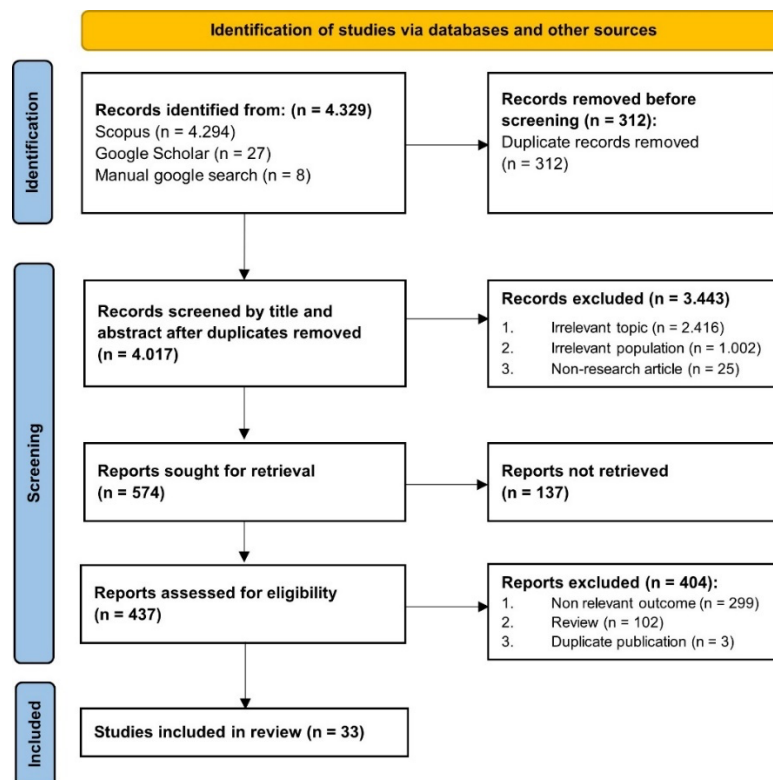 Identification of studies via databases and other sources
Identification
Records identified from: (n = 4.329)
Scopus (n = 4.294)
Google Scholar (n = 27)
Manual google search (n = 8)
Records removed before
screening (n = 312):
Duplicate records removed
(n = 312)
Screening
Records screened by title and
abstract after duplicates removed
(n = 4.017)
Records excluded (n = 3.443)
1. Irrelevant topic (n = 2.416)
2. Irrelevant population (n = 1.002)
3. Non-research article (n = 25)
Reports sought for retrieval
(n = 574)
Reports not retrieved
(n = 137)
Reports assessed for eligibility
(n = 437)
Reports excluded (n = 404):
1. Non relevant outcome (n = 299)
2. Review (n = 102)
3. Duplicate publication (n = 3)
Included
Studies included in review (n = 33)